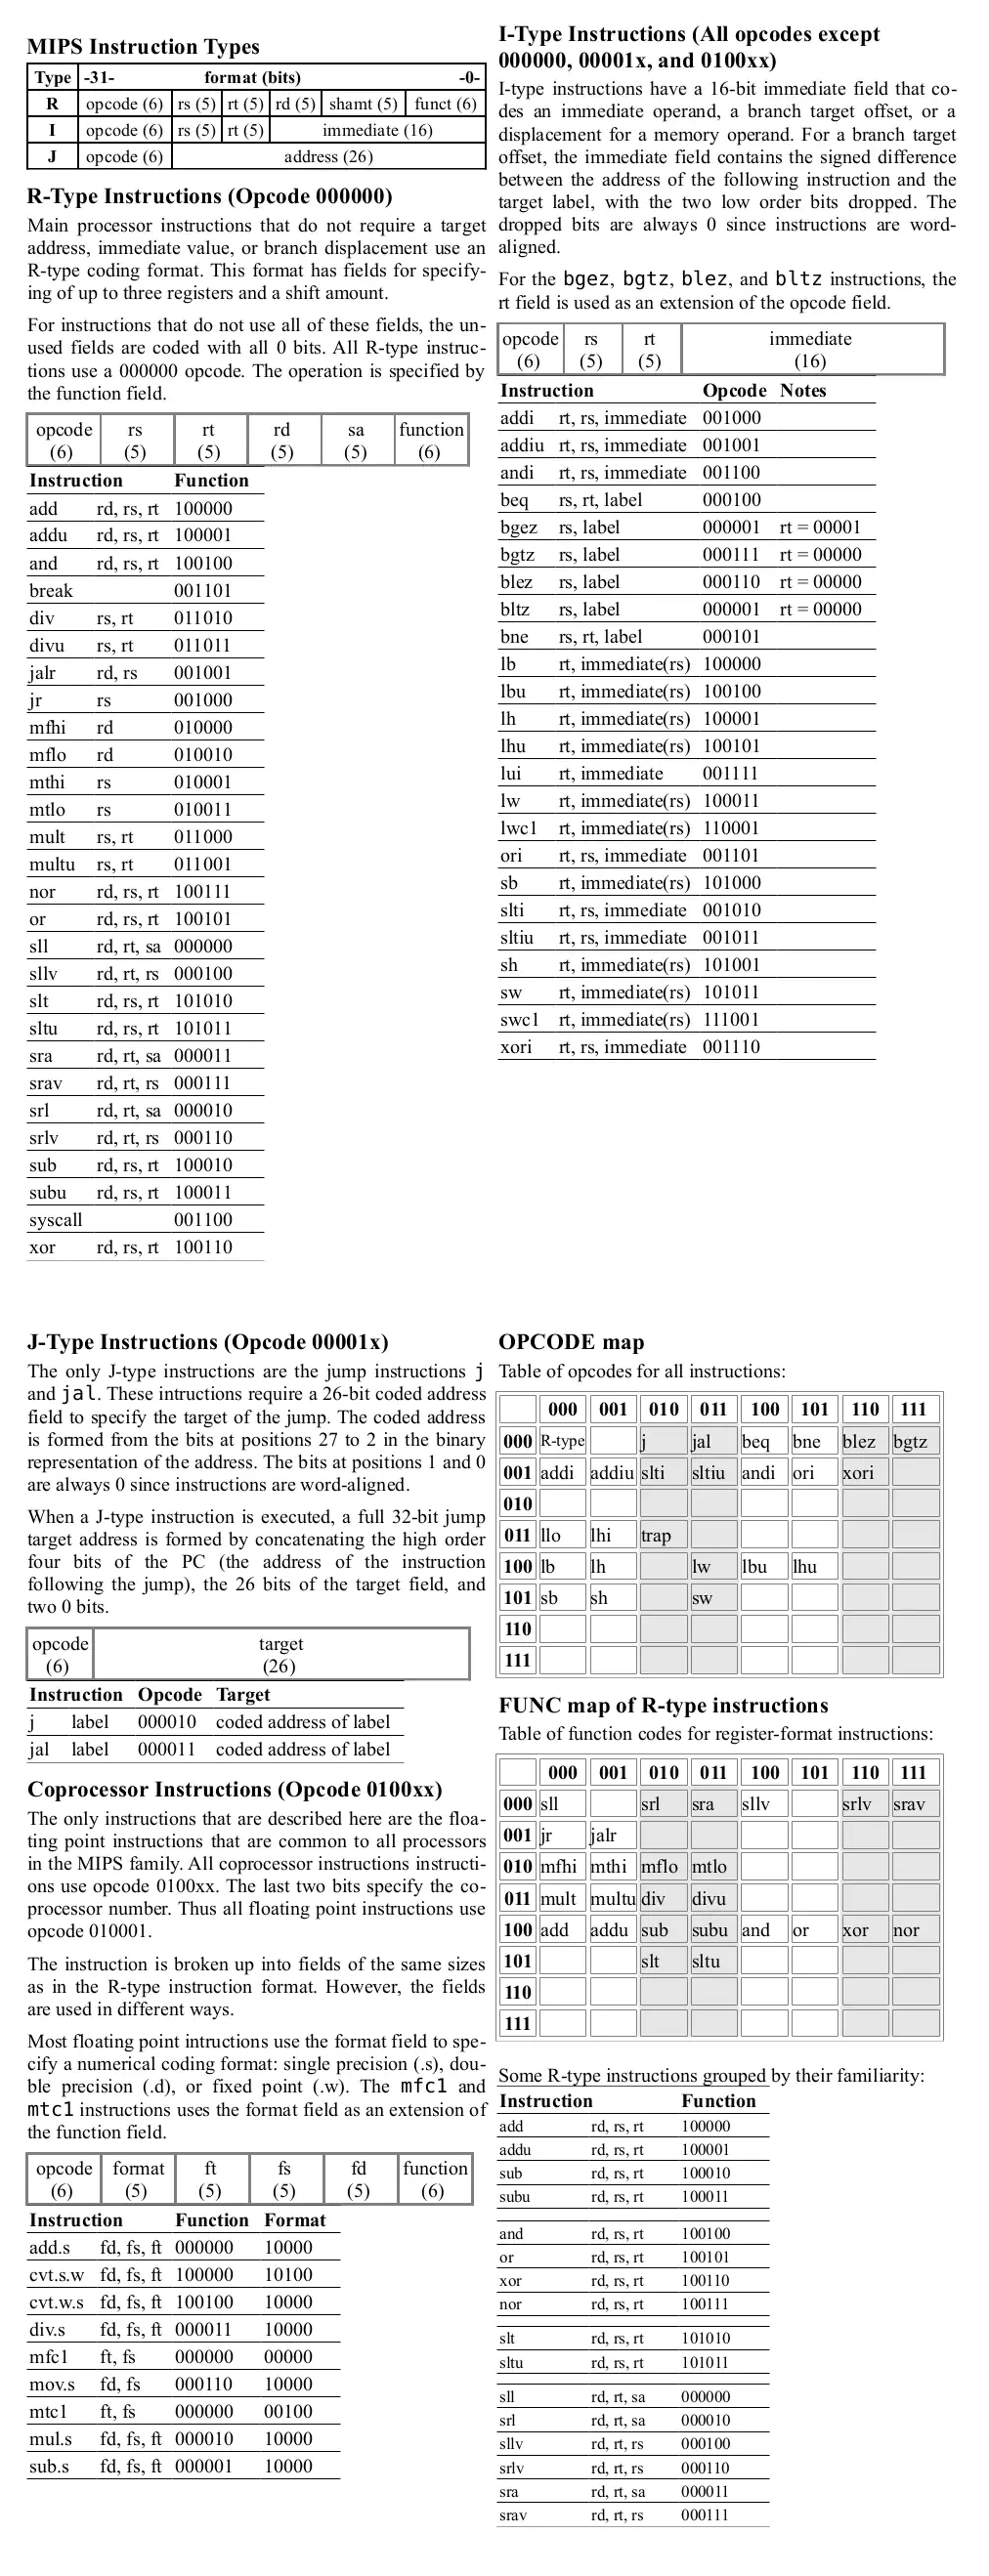 MIPS Instruction Types
Type -31- format (bits) -0-
R opcode (6) rs (5) rt (5) rd (5) shamt (5) funct (6)
I opcode (6) rs (5) rt (5) immediate (16)
J opcode (6) address (26)
R-Type Instructions (Opcode 000000)
Main processor instructions that do not require a target
address, immediate value, or branch displacement use an
R-type coding format. This format has fields for specify-
ing of up to three registers and a shift amount.
For instructions that do not use all of these fields, the un-
used fields are coded with all 0 bits. All R-type instruc-
tions use a 000000 opcode. The operation is specified by
the function field.
opcode rs rt rd sa function
(6) (5) (5) (5) (5) (6)
Instruction Function
add rd, rs, rt 100000
addu rd, rs, rt 100001
and rd, rs, rt 100100
break 001101
div rs, rt 011010
divu rs, rt 011011
jalr rd, rs 001001
jr rs 001000
mfhi rd 010000
mflo rd 010010
mthi rs 010001
mtlo rs 010011
mult rs, rt 011000
multu rs, rt 011001
nor rd, rs, rt 100111
or rd, rs, rt 100101
sll rd, rt, sa 000000
sllv rd, rt, rs 000100
slt rd, rs, rt 101010
sltu rd, rs, rt 101011
sra rd, rt, sa 000011
srav rd, rt, rs 000111
srl rd, rt, sa 000010
srlv rd, rt, rs 000110
sub rd, rs, rt 100010
subu rd, rs, rt 100011
syscall 001100
xor rd, rs, rt 100110
I-Type Instructions (All opcodes except
000000, 00001x, and 0100xx)
I-type instructions have a 16-bit immediate field that co-
des an immediate operand, a branch target offset, or a
displacement for a memory operand. For a branch target
offset, the immediate field contains the signed difference
between the address of the following instruction and the
target label, with the two low order bits dropped. The
dropped bits are always 0 since instructions are word-
aligned.
For the bgez, bgtz, blez, and bltz instructions, the
rt field is used as an extension of the opcode field.
opcode rs rt immediate
(6) (5) (5) (16)
Instruction Opcode Notes
addi rt, rs, immediate 001000
addiu rt, rs, immediate 001001
andi rt, rs, immediate 001100
beq rs, rt, label 000100
bgez rs, label 000001 rt = 00001
bgtz rs, label 000111 rt = 00000
blez rs, label 000110 rt = 00000
bltz rs, label 000001 rt = 00000
bne rs, rt, label 000101
lb rt, immediate(rs) 100000
lbu rt, immediate(rs) 100100
lh rt, immediate(rs) 100001
lhu rt, immediate(rs) 100101
lui rt, immediate 001111
lw rt, immediate(rs) 100011
lwc1 rt, immediate(rs) 110001
ori rt, rs, immediate 001101
sb rt, immediate(rs) 101000
slti rt, rs, immediate 001010
sltiu rt, rs, immediate 001011
sh rt, immediate(rs) 101001
sw rt, immediate(rs) 101011
swc1 rt, immediate(rs) 111001
xori rt, rs, immediate 001110
J-Type Instructions (Opcode 00001x)
The only J-type instructions are the jump instructions j
and jal. These intructions require a 26-bit coded address
field to specify the target of the jump. The coded address
is formed from the bits at positions 27 to 2 in the binary
representation of the address. The bits at positions 1 and 0
are always 0 since instructions are word-aligned.
When a J-type instruction is executed, a full 32-bit jump
target address is formed by concatenating the high order
four bits of the PC (the address of the instruction
following the jump), the 26 bits of the target field, and
two 0 bits.
opcode target
(6) (26)
Instruction Opcode Target
j label 000010 coded address of label
jal label 000011 coded address of label
Coprocessor Instructions (Opcode 0100xx)
The only instructions that are described here are the floa-
ting point instructions that are common to all processors
in the MIPS family. All coprocessor instructions instructi-
ons use opcode 0100xx. The last two bits specify the co-
processor number. Thus all floating point instructions use
opcode 010001.
The instruction is broken up into fields of the same sizes
as in the R-type instruction format. However, the fields
are used in different ways.
Most floating point intructions use the format field to spe-
cify a numerical coding format: single precision (.s), dou-
ble precision (.d), or fixed point (.w). The mfc1 and
mtc1 instructions uses the format field as an extension of
the function field.
opcode format ft fs fd function
(6) (5) (5) (5) (5) (6)
Instruction Function Format
add.s fd, fs, ft 000000 10000
cvt.s.w fd, fs, ft 100000 10100
cvt.w.s fd, fs, ft 100100 10000
div.s fd, fs, ft 000011 10000
mfc1 ft, fs 000000 00000
mov.s fd, fs 000110 10000
mtc1 ft, fs 000000 00100
mul.s fd, fs, ft 000010 10000
sub.s fd, fs, ft 000001 10000
OPCODE map
Table of opcodes for all instructions:
000 001 010 011 100 101 110 111
000 R-type j jal beq bne blez bgtz
001 addi addiu slti sltiu andi ori xori
010
011 llo lhi trap
100 lb lh lw lbu lhu
101 sb sh sw
110
111
FUNC map of R-type instructions
Table of function codes for register-format instructions:
000 001 010 011 100 101 110 111
000 sll srl sra sllv srlv srav
001 jr jalr
010 mfhi mthi mflo mtlo
011 mult multu div divu
100 add addu sub subu and or xor nor
101 slt sltu
110
111
Some R-type instructions grouped by their familiarity:
Instruction Function
add rd, rs, rt 100000
addu rd, rs, rt 100001
sub rd, rs, rt 100010
subu rd, rs, rt 100011
and rd, rs, rt 100100
or rd, rs, rt 100101
xor rd, rs, rt 100110
nor rd, rs, rt 100111
slt rd, rs, rt 101010
sltu rd, rs, rt 101011
sll rd, rt, sa 000000
srl rd, rt, sa 000010
sllv rd, rt, rs 000100
srlv rd, rt, rs 000110
sra rd, rt, sa 000011
srav rd, rt, rs 000111